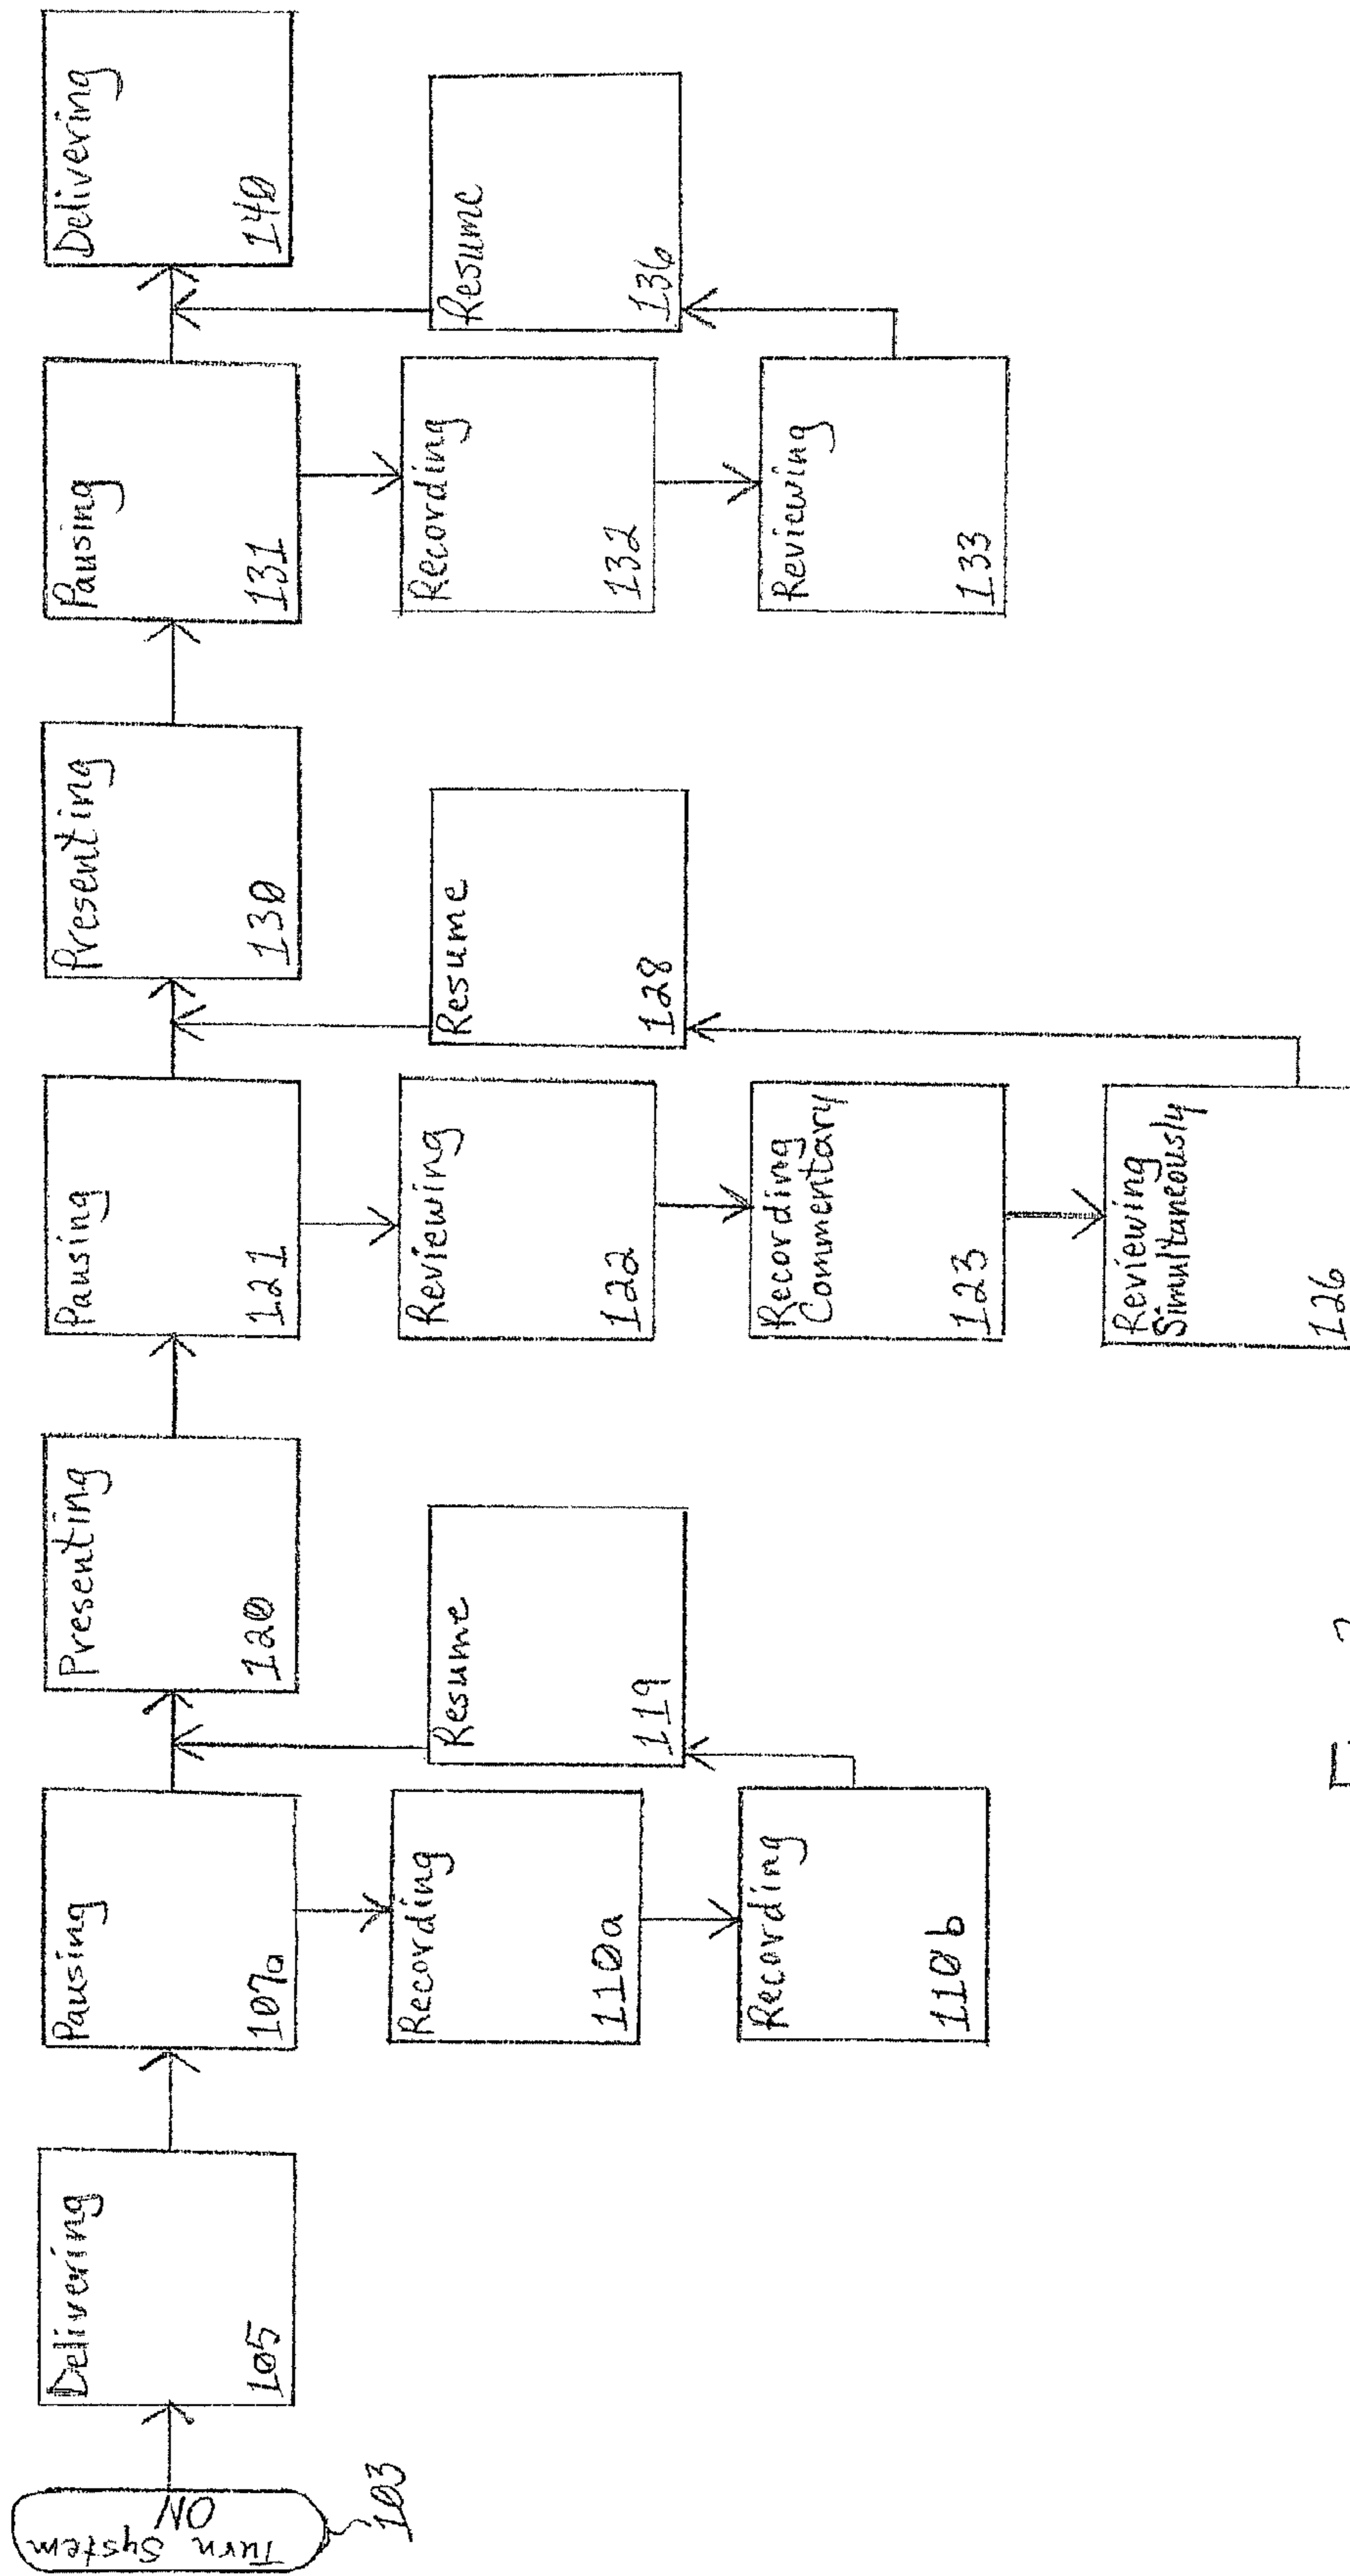 Turn System
ON
103
Delivering
105
Pausing
107a
Recording
110a
Recording
110b
Resume
119
Presenting
120
Pausing
121
Reviewing
122
Recording
Commentary
123
Reviewing
Simultaneously
126
Resume
128
Presenting
130
Pausing
131
Recording
132
Reviewing
133
Resume
136
Delivering
140